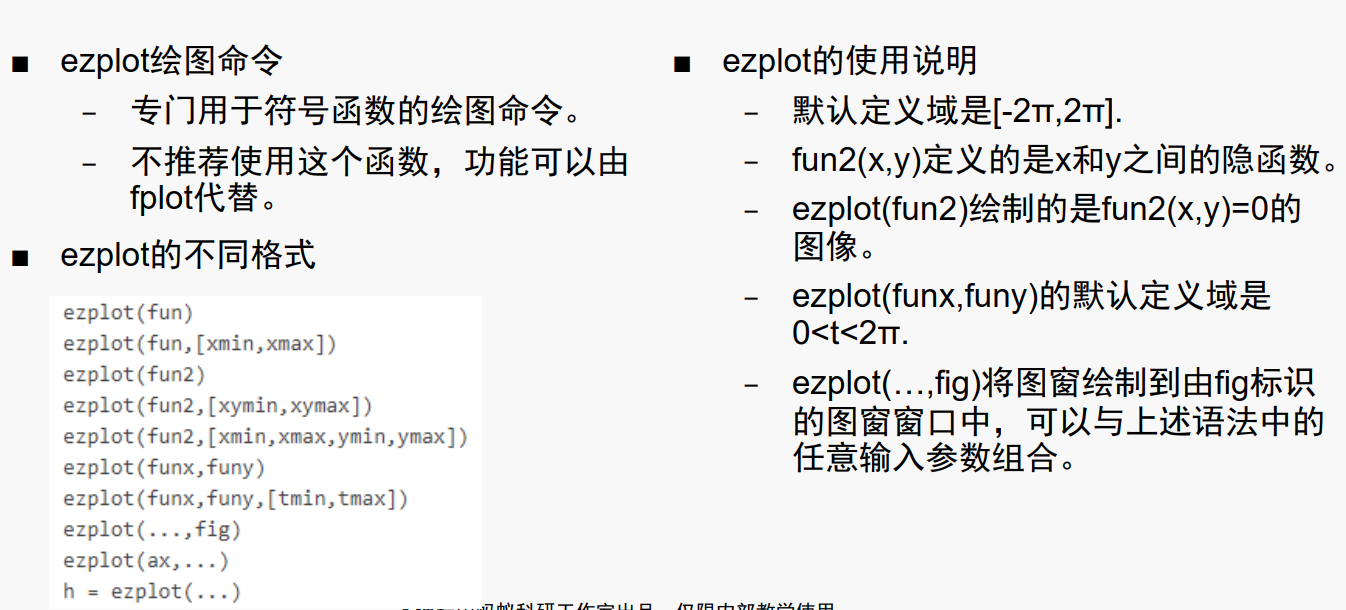 ■ ezplot绘图命令
– 专门用于符号函数的绘图命令。
– 不推荐使用这个函数，功能可以由
fplot代替。
■ ezplot的不同格式
ezplot(fun)
ezplot(fun,[xmin,xmax])
ezplot(fun2)
ezplot(fun2,[xymin,xymax])
ezplot(fun2,[xmin,xmax,ymin,ymax])
ezplot(funx,funy)
ezplot(funx,funy,[tmin,tmax])
ezplot(...,fig)
ezplot(ax,...)
h = ezplot(...)
■ ezplot的使用说明
– 默认定义域是[-2π,2π].
– fun2(x,y)定义的是x和y之间的隐函数。
– ezplot(fun2)绘制的是fun2(x,y)=0的
图像。
– ezplot(funx,funy)的默认定义域是
0<t<2π.
– ezplot(…,fig)将图窗绘制到由fig标识
的图窗窗口中，可以与上述语法中的
任意输入参数组合。
蚂蚁科研工作室出品，仅限内部教学使用